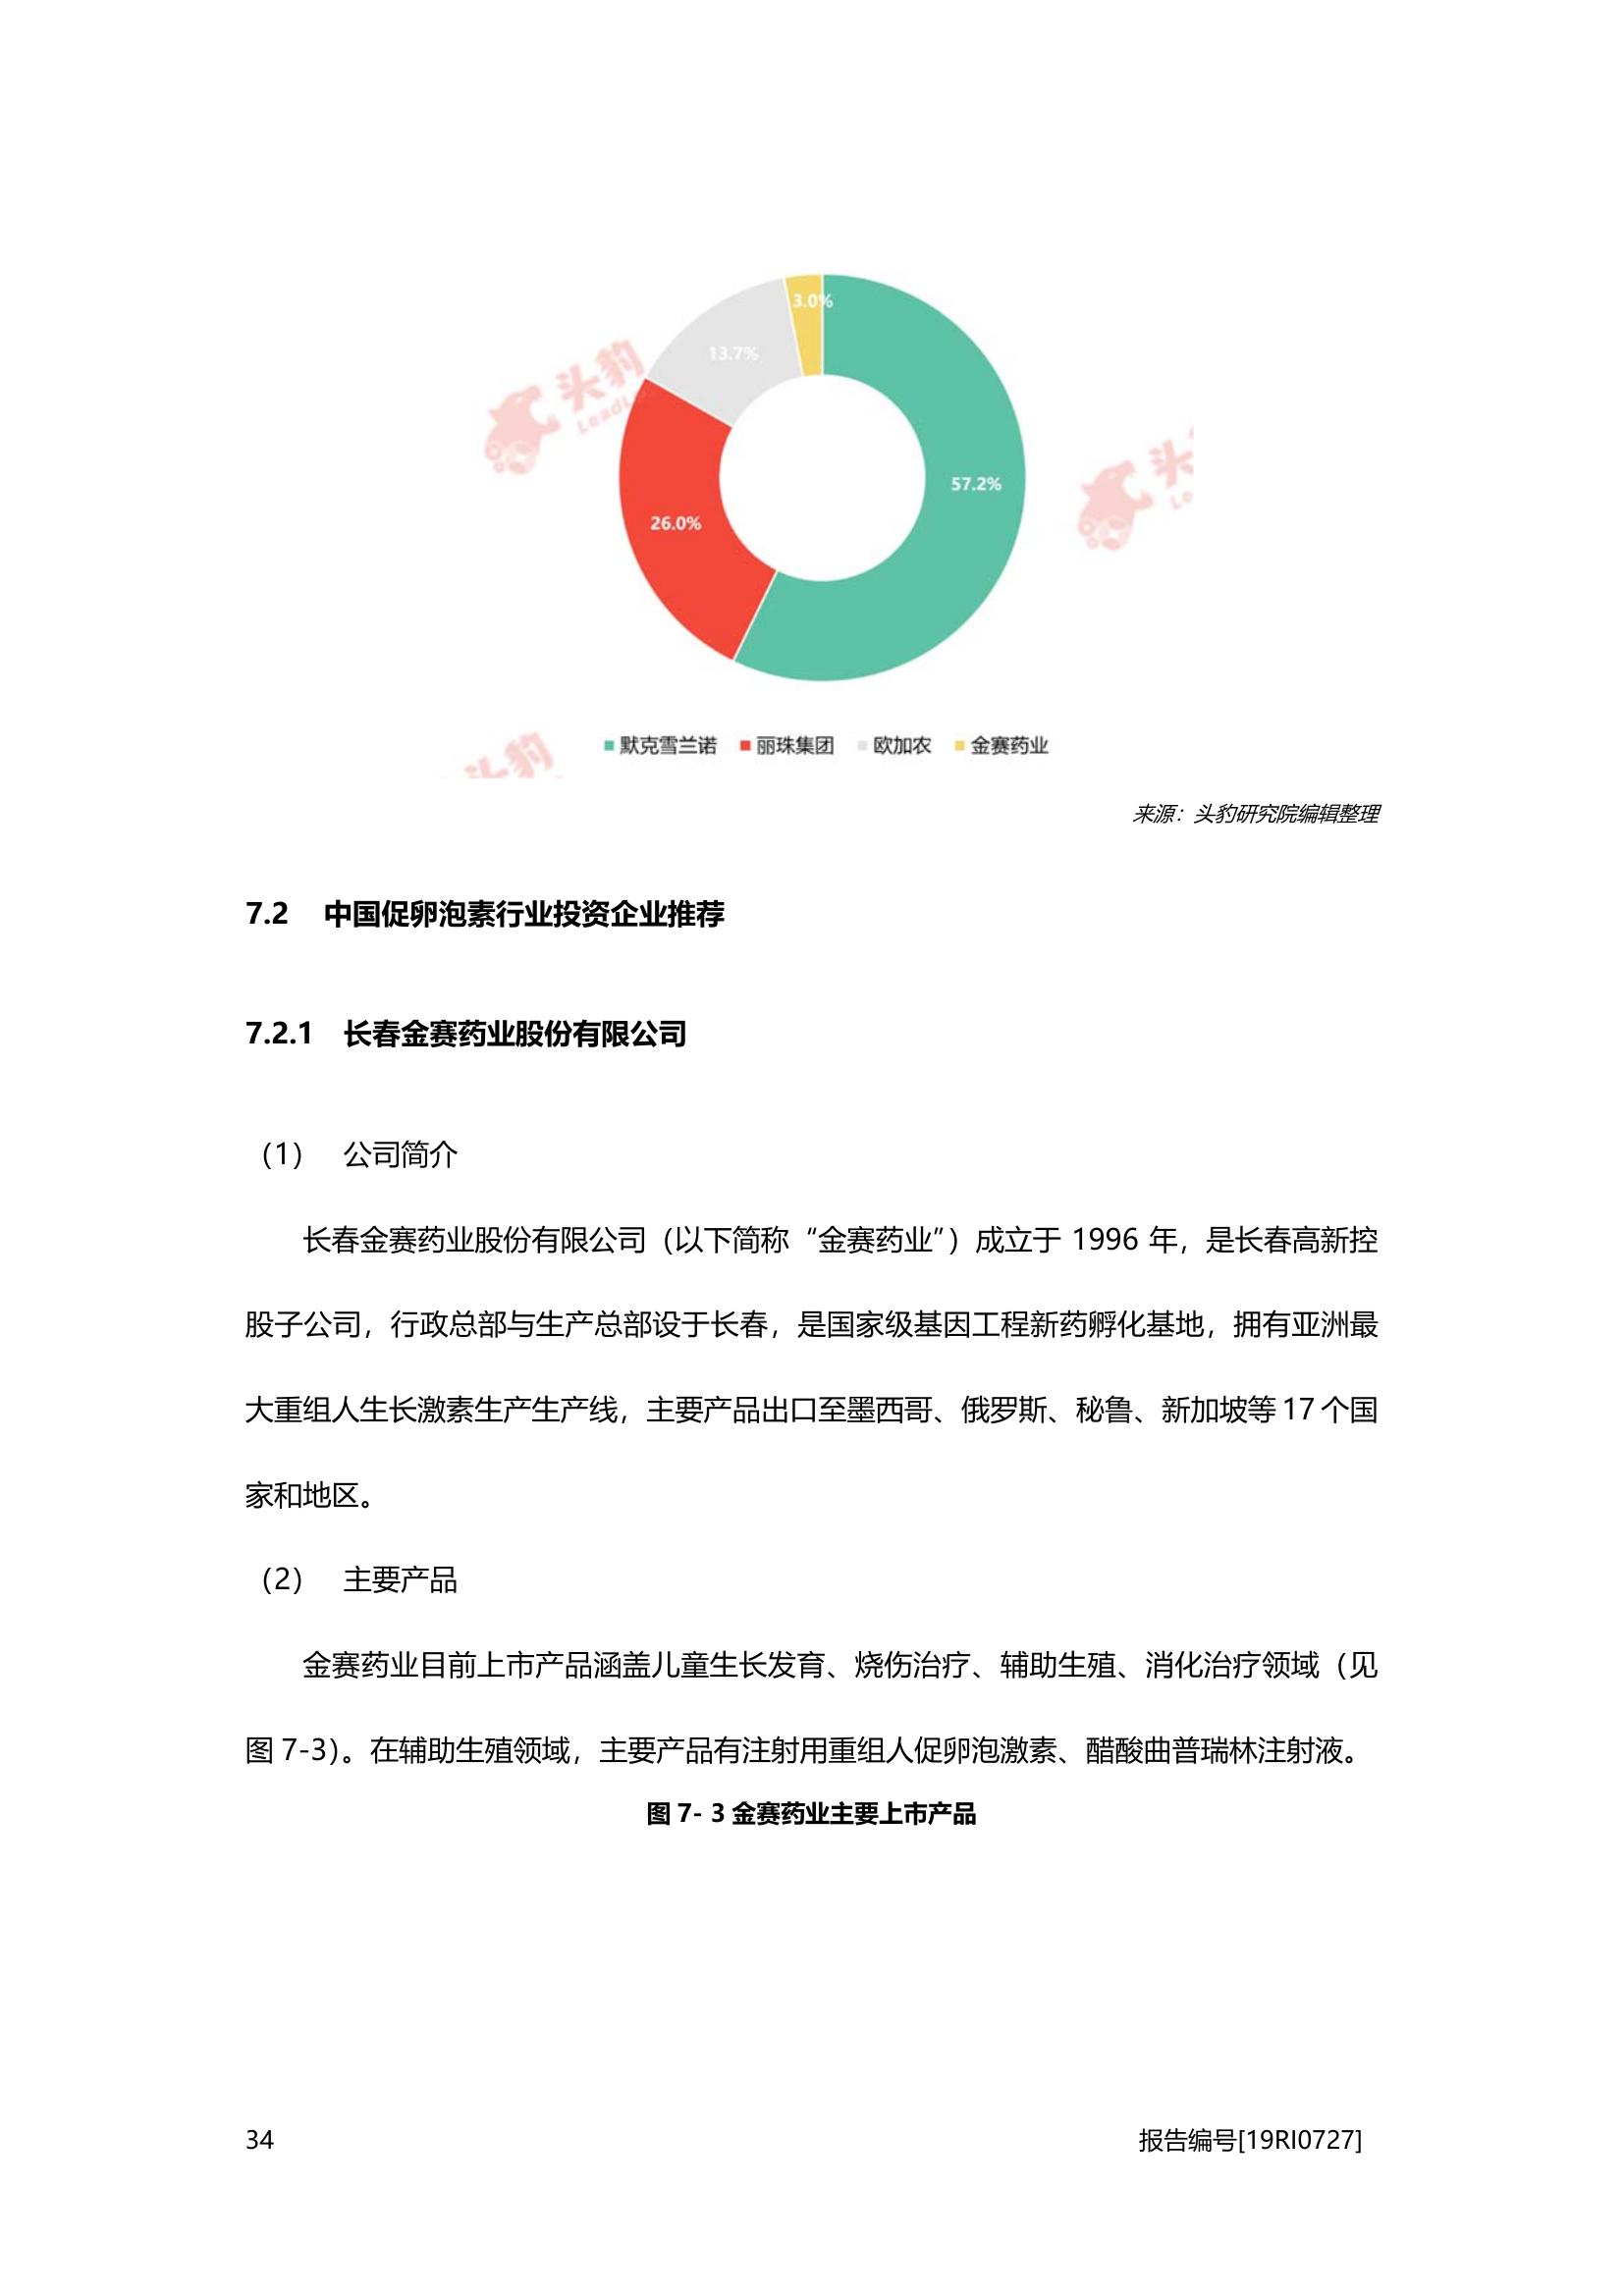 3.0%
13.7%
头豹
57.2%
头
26.0%
默克雪兰诺 丽珠集团 欧加农 金赛药业
头豹
来源：头豹研究院编辑整理
7.2 中国促卵泡素行业投资企业推荐
7.2.1 长春金赛药业股份有限公司
（1） 公司简介
长春金赛药业股份有限公司（以下简称“金赛药业”）成立于 1996 年，是长春高新控
股子公司，行政总部与生产总部设于长春，是国家级基因工程新药孵化基地，拥有亚洲最
大重组人生长激素生产生产线，主要产品出口至墨西哥、俄罗斯、秘鲁、新加坡等 17 个国
家和地区。
（2） 主要产品
金赛药业目前上市产品涵盖儿童生长发育、烧伤治疗、辅助生殖、消化治疗领域（见
图 7-3）。在辅助生殖领域，主要产品有注射用重组人促卵泡激素、醋酸曲普瑞林注射液。
图 7- 3 金赛药业主要上市产品
34 报告编号[19RI0727]